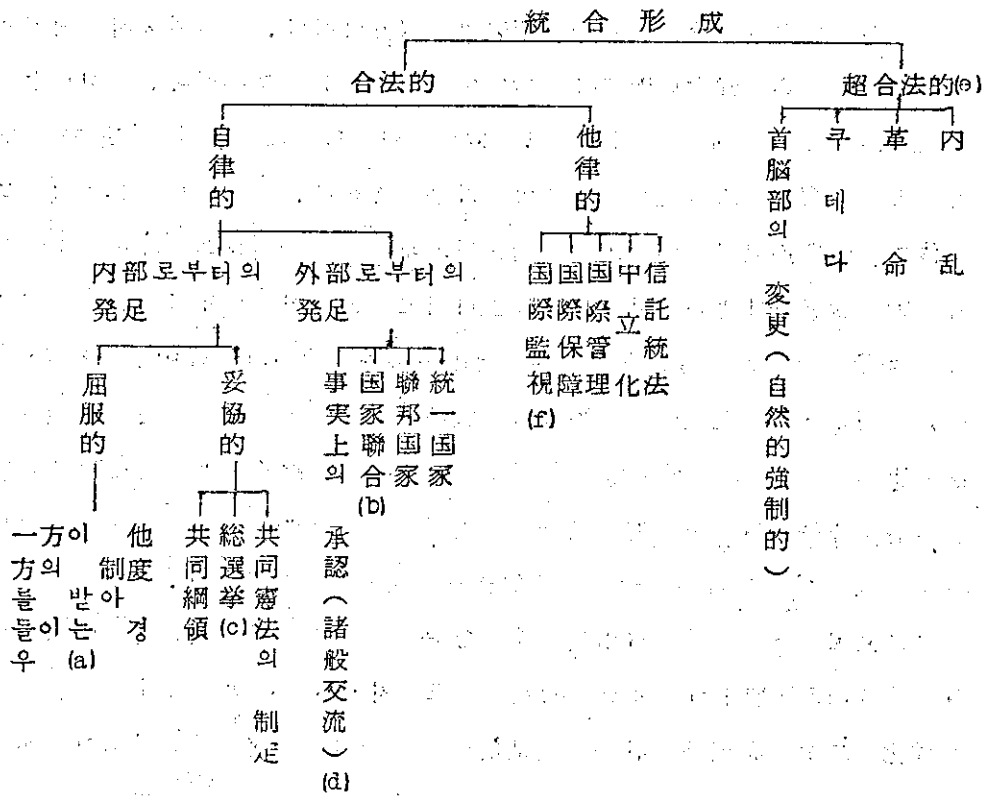 統合形成
合法的
超合法的(e)
自律的
他律的
首脳部의 変更(自然的強制的)
쿠데다
革命
内乱
内部로부터의
発足
外部로부터의
発足
国際監視(f)
国際保障
国際管理
中立化
信託統法
屈服的
妥協的
事実上의 承認(諸般交流)(d)
国家聯合(b)
聯邦国家
統一国家
一方이 他
方의 制度
를 받아
들이는 경
우 (a)
共同綱領
総選挙(c)
共同憲法의 制定